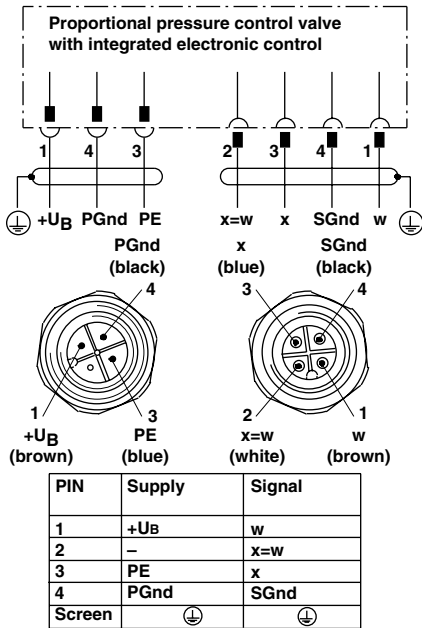 Proportional pressure control valve
with integrated electronic control
1 4 3 2 3 4 1
+UB PGnd PE x=w x SGnd w
PGnd x SGnd
(black) (blue) (black)
4 3 4
1 3 2 1
+UB PE x=w w
(brown) (blue) (white) (brown)
PIN Supply Signal
1 +UB w
2 – x=w
3 PE x
4 PGnd SGnd
Screen